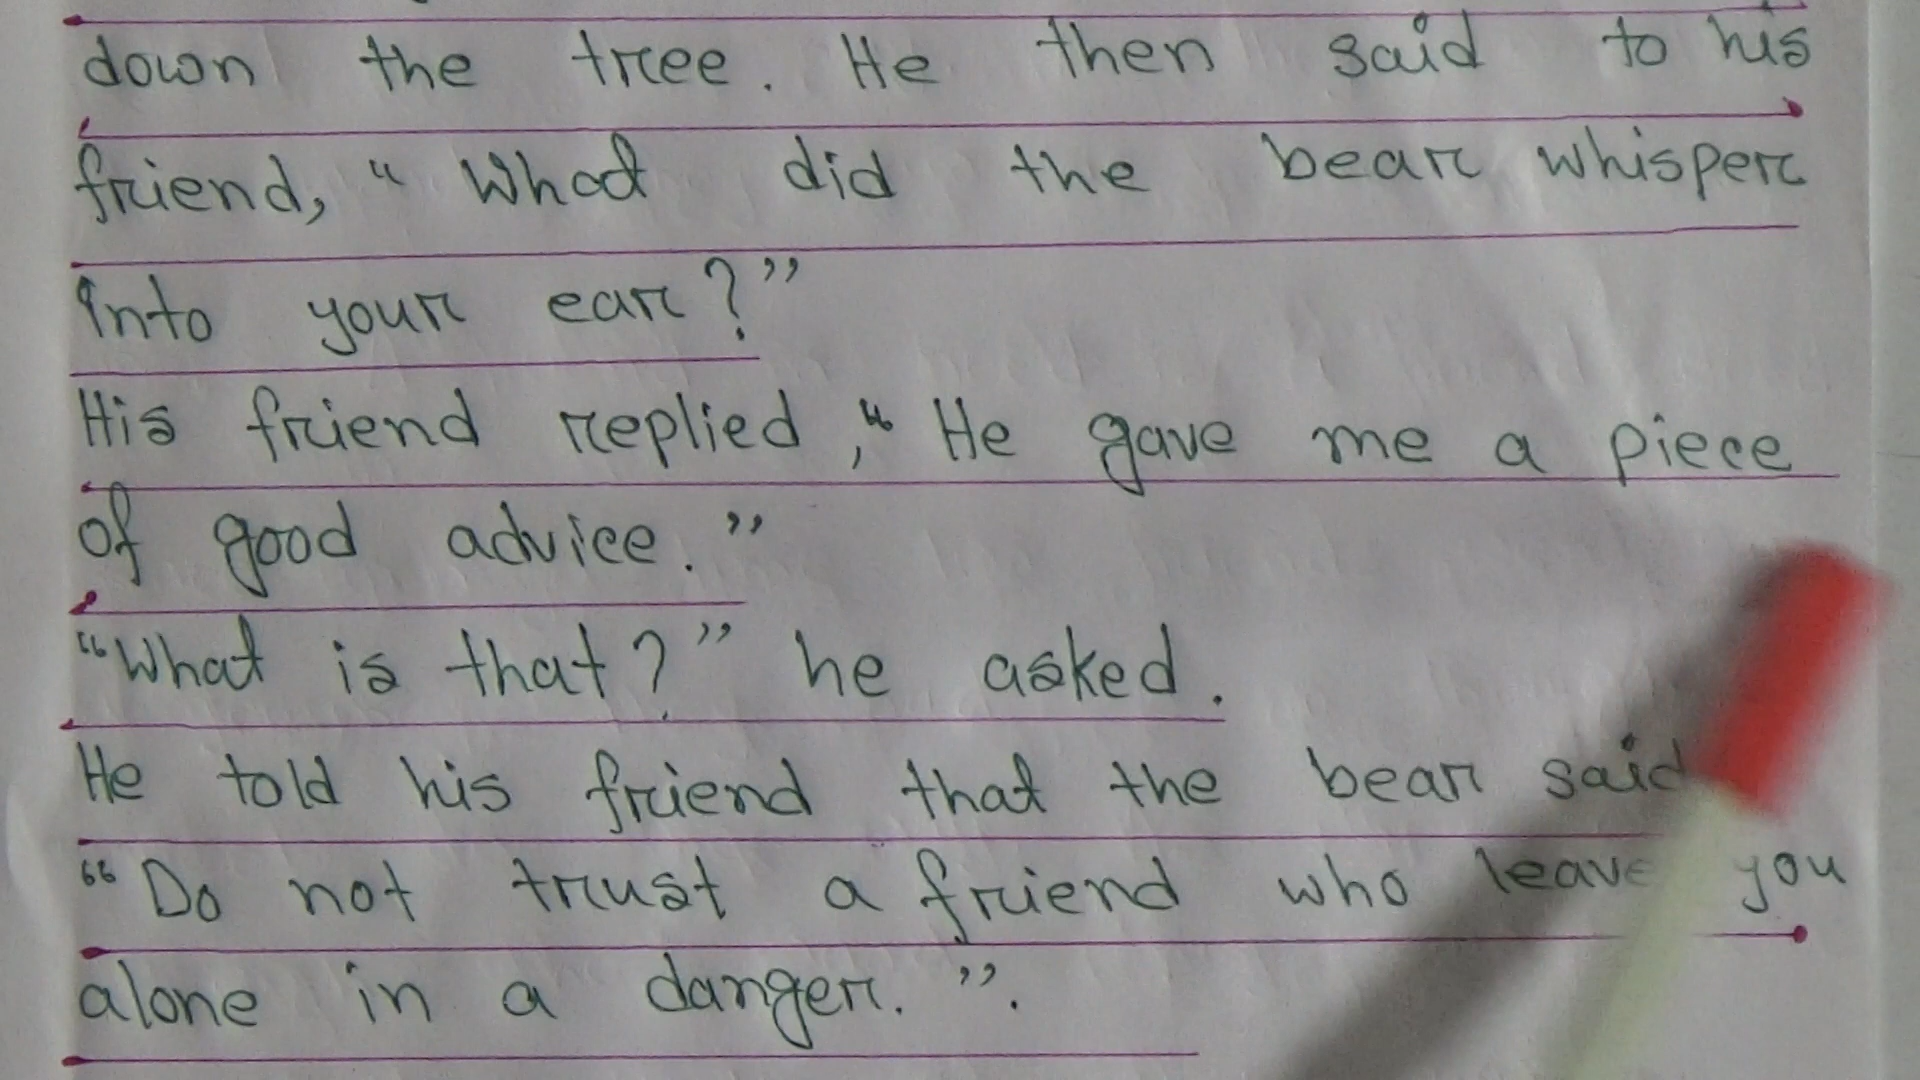 down the tree. He then said to his
friend, "What did the bear whisper
into your ear?"
His friend replied, "He gave me a piece
of good advice."
"What is that?" he asked.
He told his friend that the bear said
"Do not trust a friend who leave you
alone in a danger.".